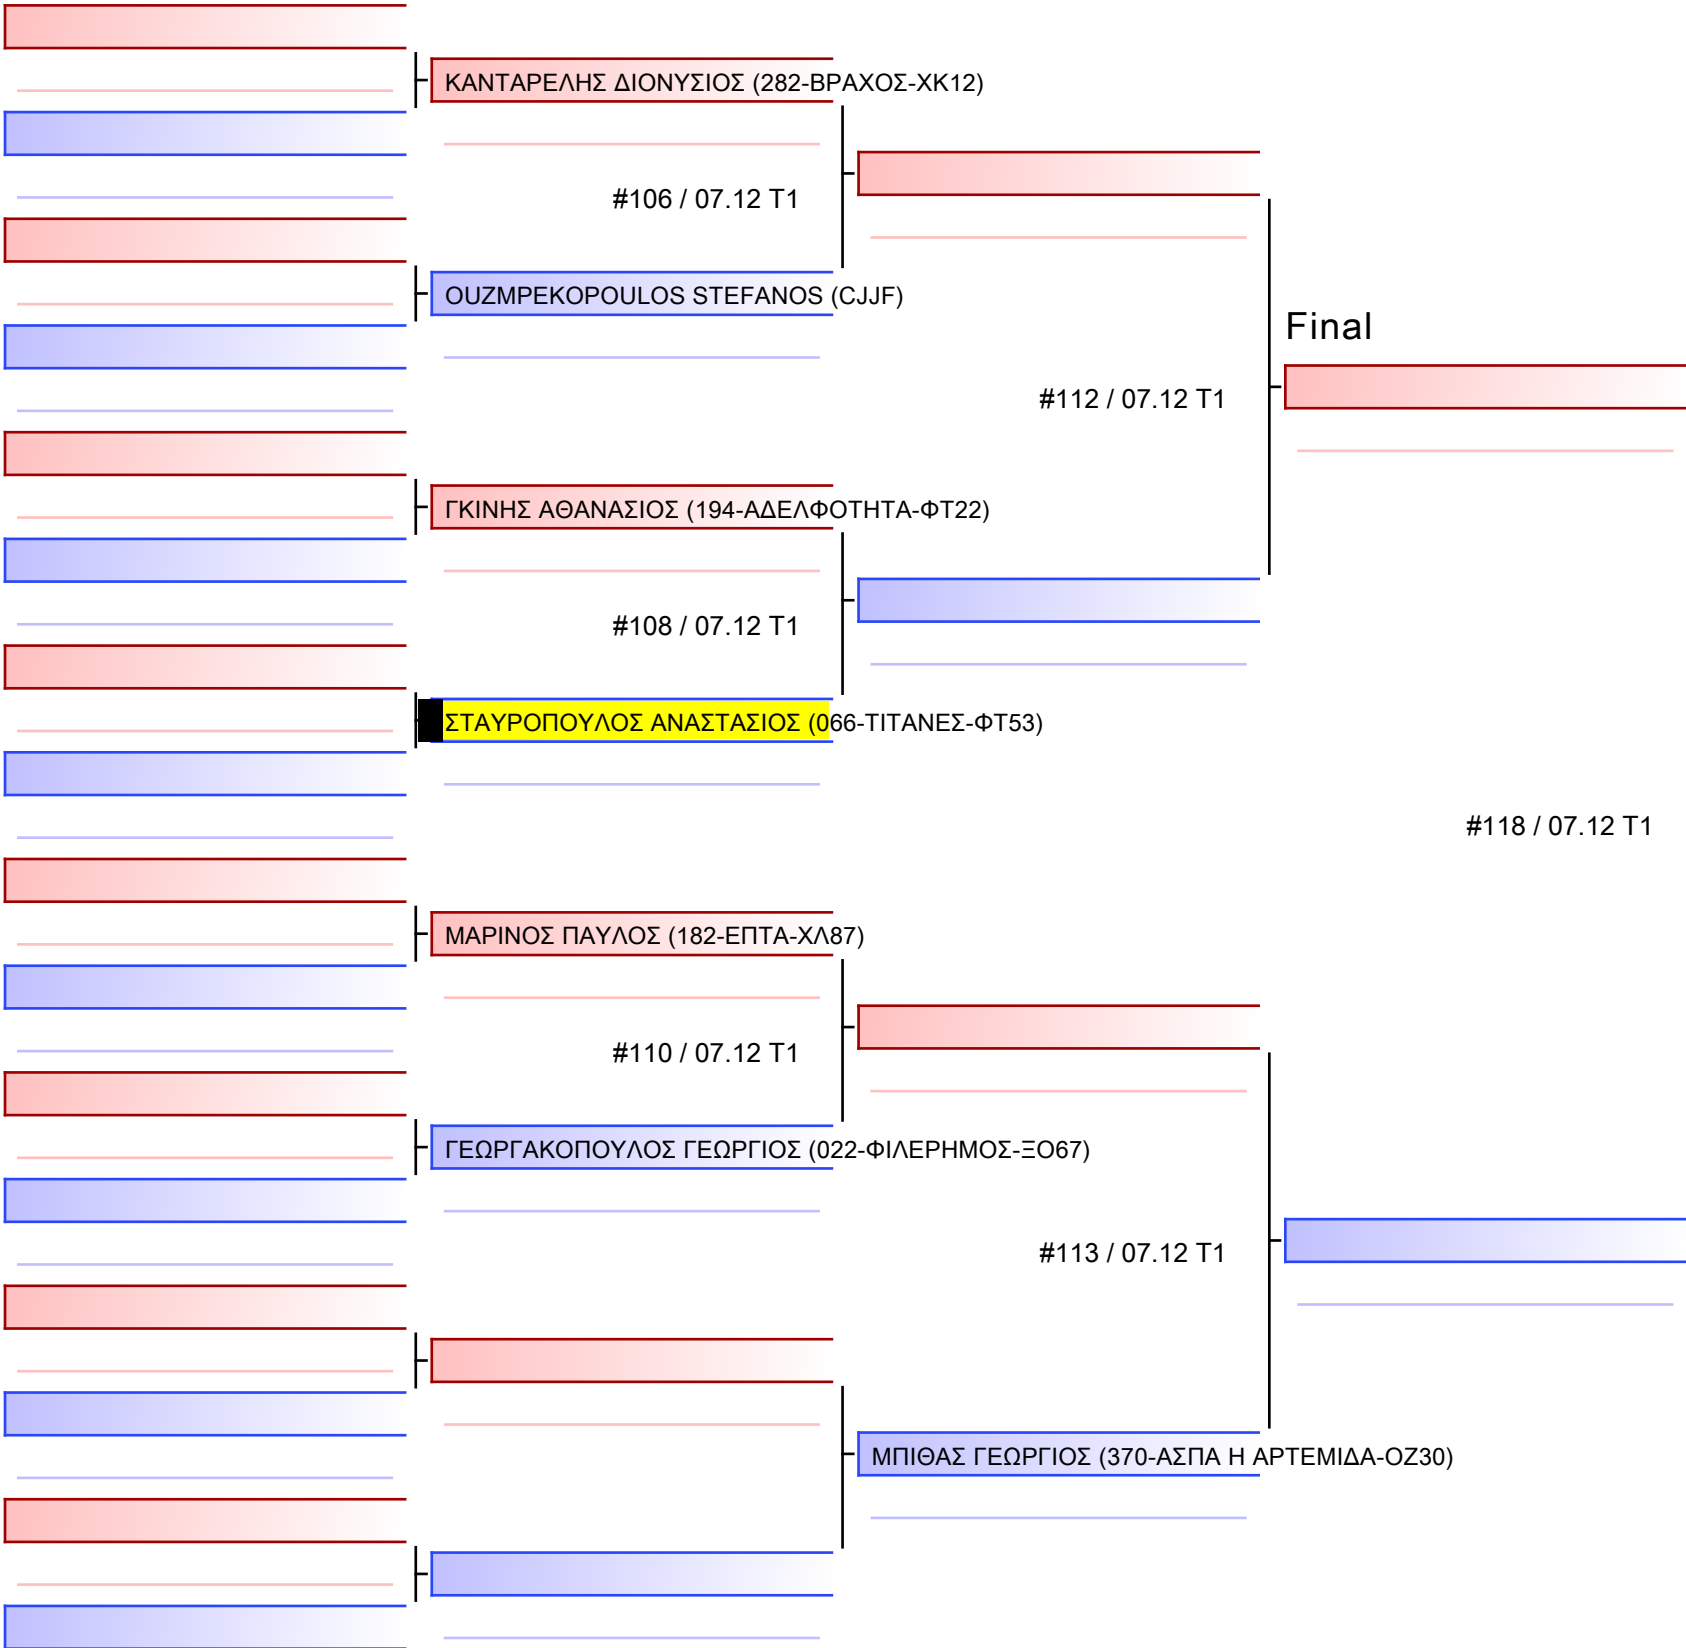 ΚΑΝΤΑΡΕΛΗΣ ΔΙΟΝΥΣΙΟΣ (282-ΒΡΑΧΟΣ-ΧΚ12)
#106 / 07.12 T1
OUZMPEKOPOULOS STEFANOS (CJJF)
Final
#112 / 07.12 T1
ΓΚΙΝΗΣ ΑΘΑΝΑΣΙΟΣ (194-ΑΔΕΛΦΟΤΗΤΑ-ΦΤ22)
#108 / 07.12 T1
ΣΤΑΥΡΟΠΟΥΛΟΣ ΑΝΑΣΤΑΣΙΟΣ (066-ΤΙΤΑΝΕΣ-ΦΤ53)
#118 / 07.12 T1
ΜΑΡΙΝΟΣ ΠΑΥΛΟΣ (182-ΕΠΤΑ-ΧΛ87)
#110 / 07.12 T1
ΓΕΩΡΓΑΚΟΠΟΥΛΟΣ ΓΕΩΡΓΙΟΣ (022-ΦΙΛΕΡΗΜΟΣ-ΞΟ67)
#113 / 07.12 T1
ΜΠΙΘΑΣ ΓΕΩΡΓΙΟΣ (370-ΑΣΠΑ Η ΑΡΤΕΜΙΔΑ-ΟΖ30)